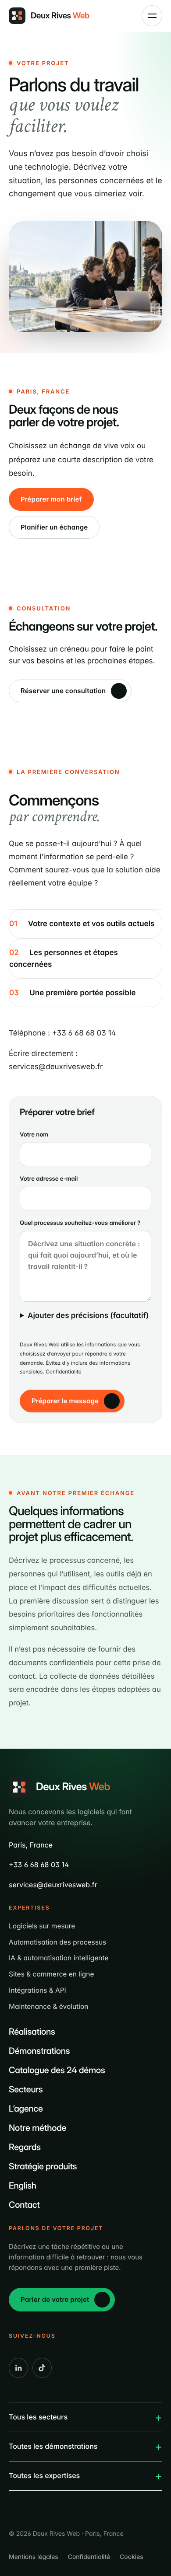 Deux Rives Web
VOTRE PROJET
Parlons du travail
que vous voulez
faciliter.
Vous n'avez pas besoin d'avoir choisi
une technologie. Décrivez votre
situation, les personnes concernées et le
changement que vous aimeriez voir.
PARIS, FRANCE
Deux façons de nous
parler de votre projet.
Choisissez un échange de vive voix ou
préparez une courte description de votre
besoin.
Préparer mon brief
Planifier un échange
CONSULTATION
Échangeons sur votre projet.
Choisissez un créneau pour faire le point
sur vos besoins et les prochaines étapes.
Réserver une consultation
LA PREMIÈRE CONVERSATION
Commençons
par comprendre.
Que se passe-t-il aujourd'hui ? À quel
moment l'information se perd-elle ?
Comment saurez-vous que la solution aide
réellement votre équipe ?
01 Votre contexte et vos outils actuels
02 Les personnes et étapes
concernées
03 Une première portée possible
Téléphone : +33 6 68 68 03 14
Écrire directement :
services@deuxrivesweb.fr
Préparer votre brief
Votre nom
Votre adresse e-mail
Quel processus souhaitez-vous améliorer ?
Décrivez une situation concrète :
qui fait quoi aujourd'hui, et où le
travail ralentit-il ?
Ajouter des précisions (facultatif)
Deux Rives Web utilise les informations que vous
choisissez d'envoyer pour répondre à votre
demande. Évitez d'y inclure des informations
sensibles. Confidentialité
Préparer le message
AVANT NOTRE PREMIER ÉCHANGE
Quelques informations
permettent de cadrer un
projet plus efficacement.
Décrivez le processus concerné, les
personnes qui l'utilisent, les outils déjà en
place et l'impact des difficultés actuelles.
La première discussion sert à distinguer les
besoins prioritaires des fonctionnalités
simplement souhaitables.
Il n'est pas nécessaire de fournir des
documents confidentiels pour cette prise de
contact. La collecte de données détaillées
sera encadrée dans les étapes adaptées au
projet.
Deux Rives Web
Nous concevons les logiciels qui font
avancer votre entreprise.
Paris, France
+33 6 68 68 03 14
services@deuxrivesweb.fr
EXPERTISES
Logiciels sur mesure
Automatisation des processus
IA & automatisation intelligente
Sites & commerce en ligne
Intégrations & API
Maintenance & évolution
Réalisations
Démonstrations
Catalogue des 24 démos
Secteurs
L'agence
Notre méthode
Regards
Stratégie produits
English
Contact
PARLONS DE VOTRE PROJET
Décrivez une tâche répétitive ou une
information difficile à retrouver : nous vous
répondrons avec une première piste.
Parler de votre projet
SUIVEZ-NOUS
in
Tous les secteurs +
Toutes les démonstrations +
Toutes les expertises +
© 2026 Deux Rives Web · Paris, France
Mentions légales Confidentialité Cookies